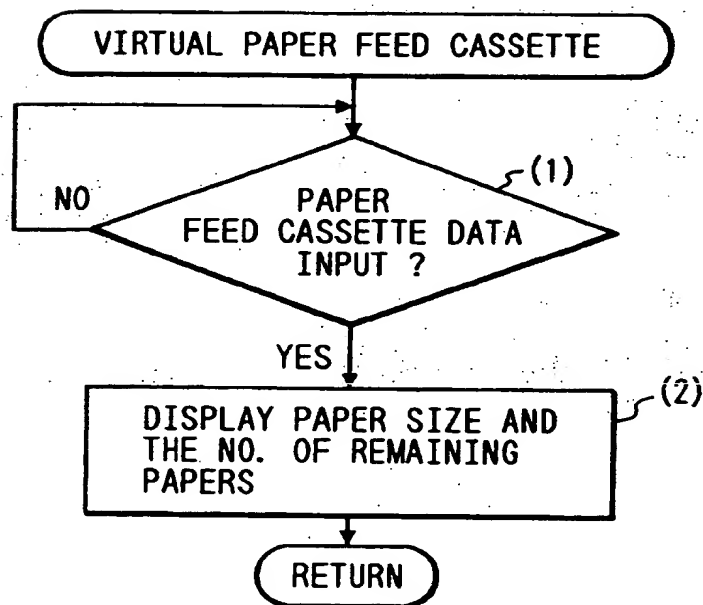 VIRTUAL PAPER FEED CASSETTE
(1)
NO
PAPER
FEED CASSETTE DATA
INPUT ?
YES
(2)
DISPLAY PAPER SIZE AND
THE NO. OF REMAINING
PAPERS
RETURN